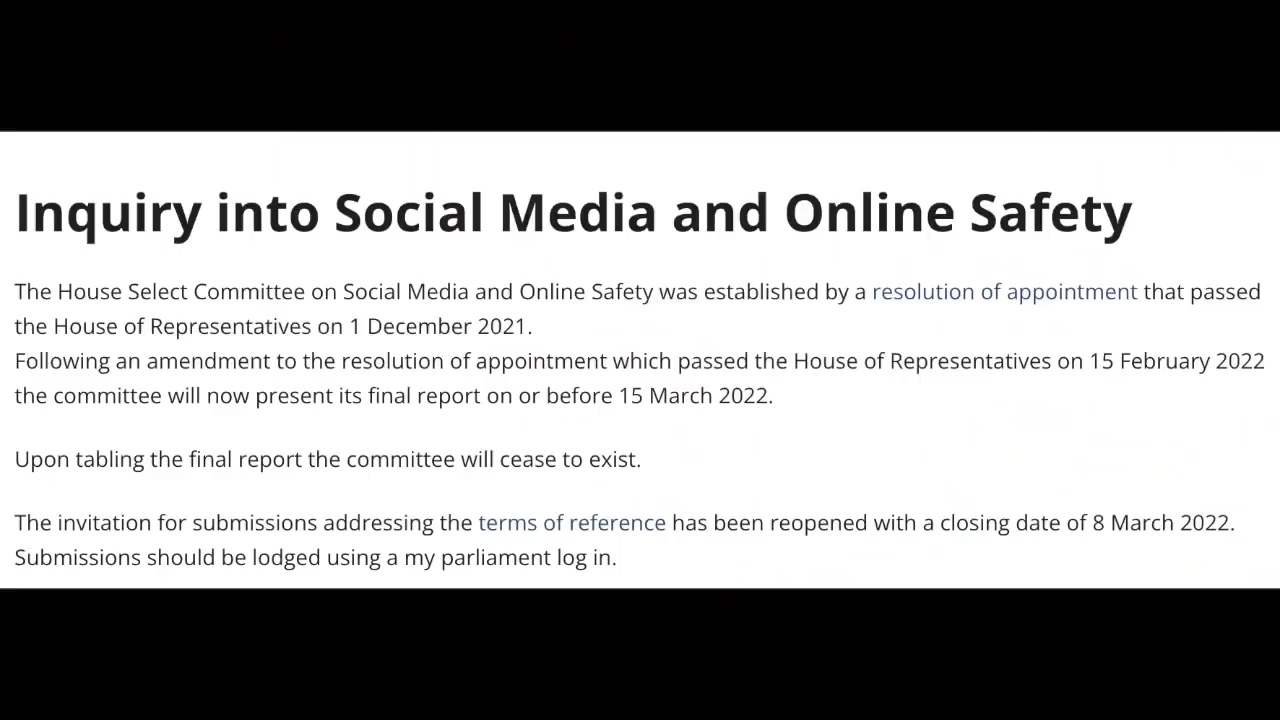 Inquiry into Social Media and Online Safety
The House Select Committee on Social Media and Online Safety was established by a resolution of appointment that passed
the House of Representatives on 1 December 2021.
Following an amendment to the resolution of appointment which passed the House of Representatives on 15 February 2022
the committee will now present its final report on or before 15 March 2022.
Upon tabling the final report the committee will cease to exist.
The invitation for submissions addressing the terms of reference has been reopened with a closing date of 8 March 2022.
Submissions should be lodged using a my parliament log in.